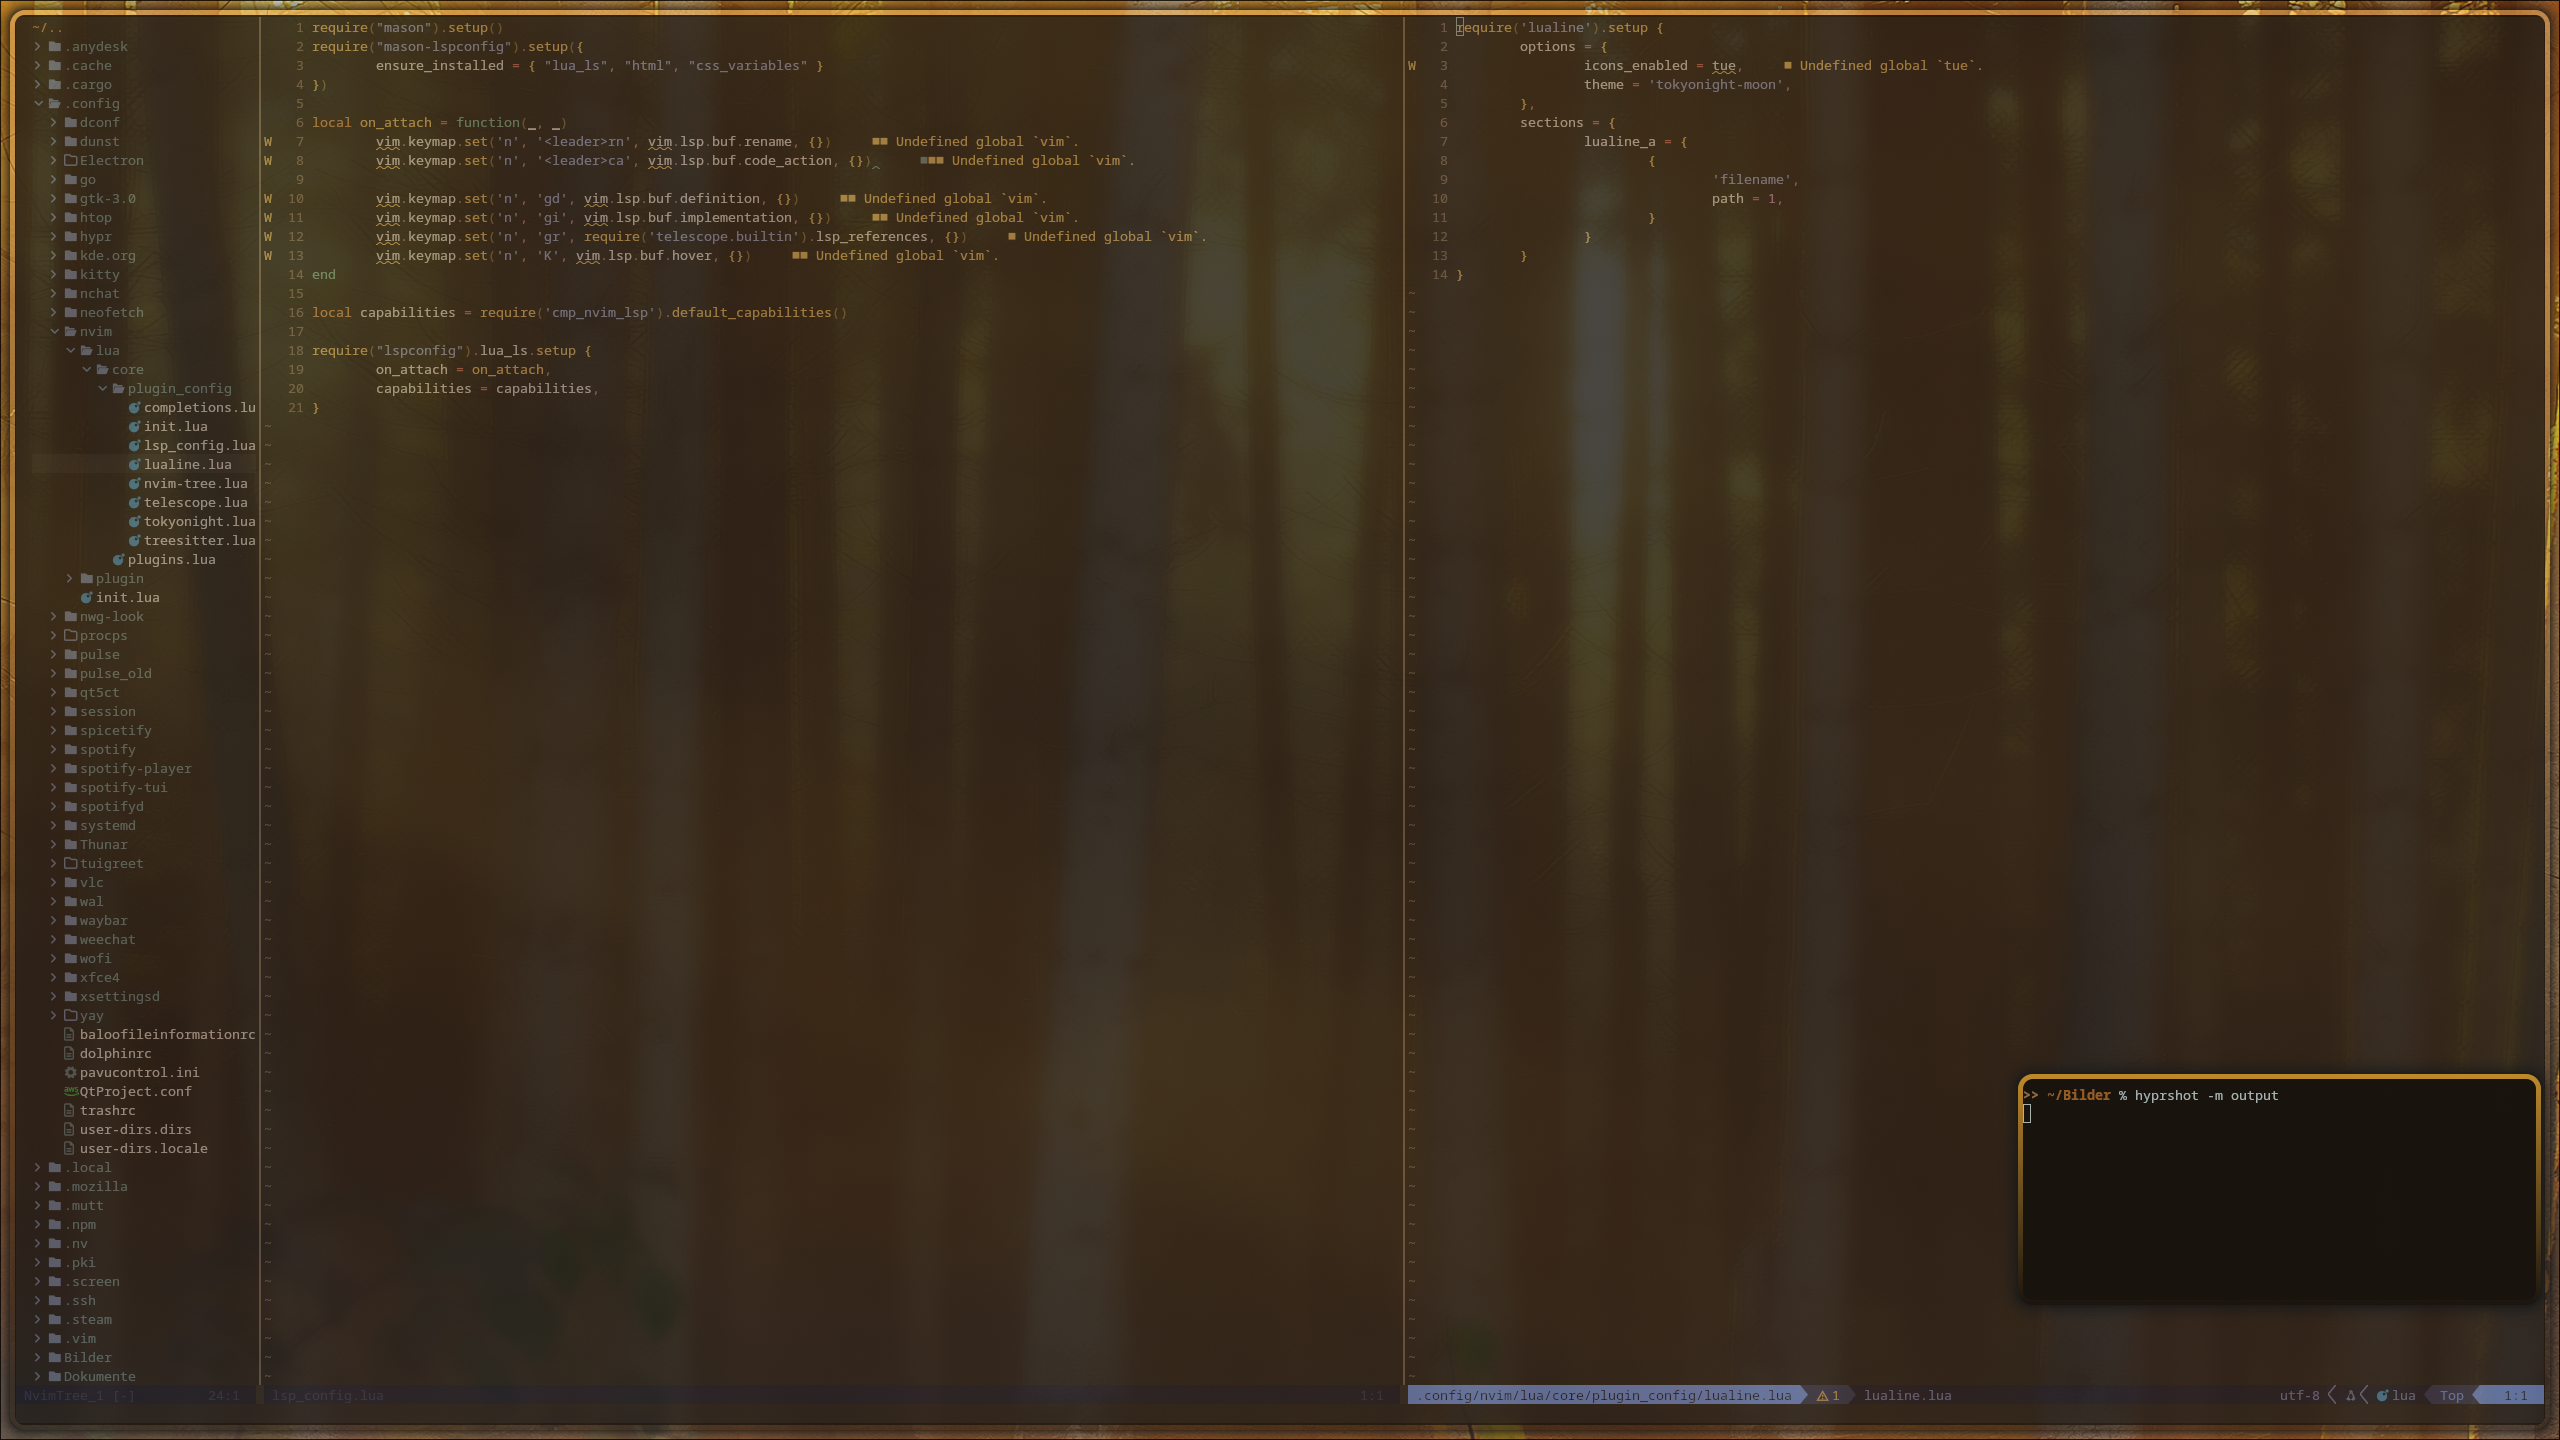 ~/..
.anydesk
.cache
.cargo
.config
dconf
dunst
Electron
go
gtk-3.0
htop
hypr
kde.org
kitty
nchat
neofetch
nvim
lua
core
plugin_config
completions.lu
init.lua
lsp_config.lua
lualine.lua
nvim-tree.lua
telescope.lua
tokyonight.lua
treesitter.lua
plugins.lua
plugin
init.lua
nwg-look
procps
pulse
pulse_old
qt5ct
session
spicetify
spotify
spotify-player
spotify-tui
spotifyd
systemd
Thunar
tuigreet
vlc
wal
waybar
weechat
wofi
xfce4
xsettingsd
yay
baloofileinformationrc
dolphinrc
pavucontrol.ini
aws QtProject.conf
trashrc
user-dirs.dirs
user-dirs.locale
.local
.mozilla
.mutt
.npm
.nv
.pki
.screen
.ssh
.steam
.vim
Bilder
Dokumente
NvimTree_1 [-] 24:1
1 require("mason").setup()
2 require("mason-lspconfig").setup({
3 ensure_installed = { "lua_ls", "html", "css_variables" }
4 })
5
6 local on_attach = function(_, _)
W 7 vim.keymap.set('n', '<leader>rn', vim.lsp.buf.rename, {}) ■■ Undefined global `vim`.
W 8 vim.keymap.set('n', '<leader>ca', vim.lsp.buf.code_action, {}) ■■■ Undefined global `vim`.
9
W 10 vim.keymap.set('n', 'gd', vim.lsp.buf.definition, {}) ■■ Undefined global `vim`.
W 11 vim.keymap.set('n', 'gi', vim.lsp.buf.implementation, {}) ■■ Undefined global `vim`.
W 12 vim.keymap.set('n', 'gr', require('telescope.builtin').lsp_references, {}) ■ Undefined global `vim`.
W 13 vim.keymap.set('n', 'K', vim.lsp.buf.hover, {}) ■■ Undefined global `vim`.
14 end
15
16 local capabilities = require('cmp_nvim_lsp').default_capabilities()
17
18 require("lspconfig").lua_ls.setup {
19 on_attach = on_attach,
20 capabilities = capabilities,
21 }
lsp_config.lua 1:1
1 require('lualine').setup {
2 options = {
W 3 icons_enabled = tue, ■ Undefined global `tue`.
4 theme = 'tokyonight-moon',
5 },
6 sections = {
7 lualine_a = {
8 {
9 'filename',
10 path = 1,
11 }
12 }
13 }
14 }
.config/nvim/lua/core/plugin_config/lualine.lua 1 lualine.lua utf-8 lua Top 1:1
>> ~/Bilder % hyprshot -m output